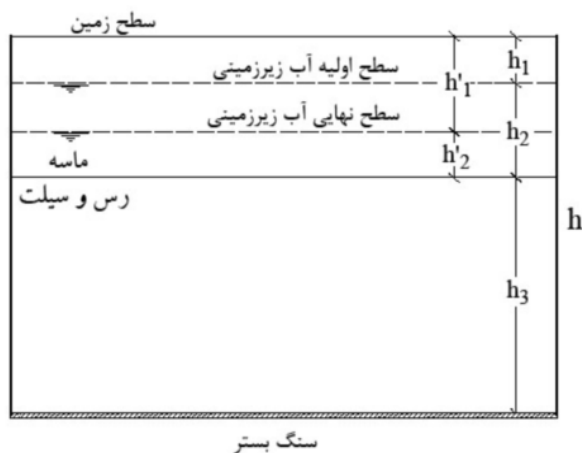 سطح زمین
سطح اولیه آب زیرزمینی
h₁
h'₁
سطح نهایی آب زیرزمینی
h₂
ماسه
h'₂
رس و سیلت
h
h₃
سنگ بستر